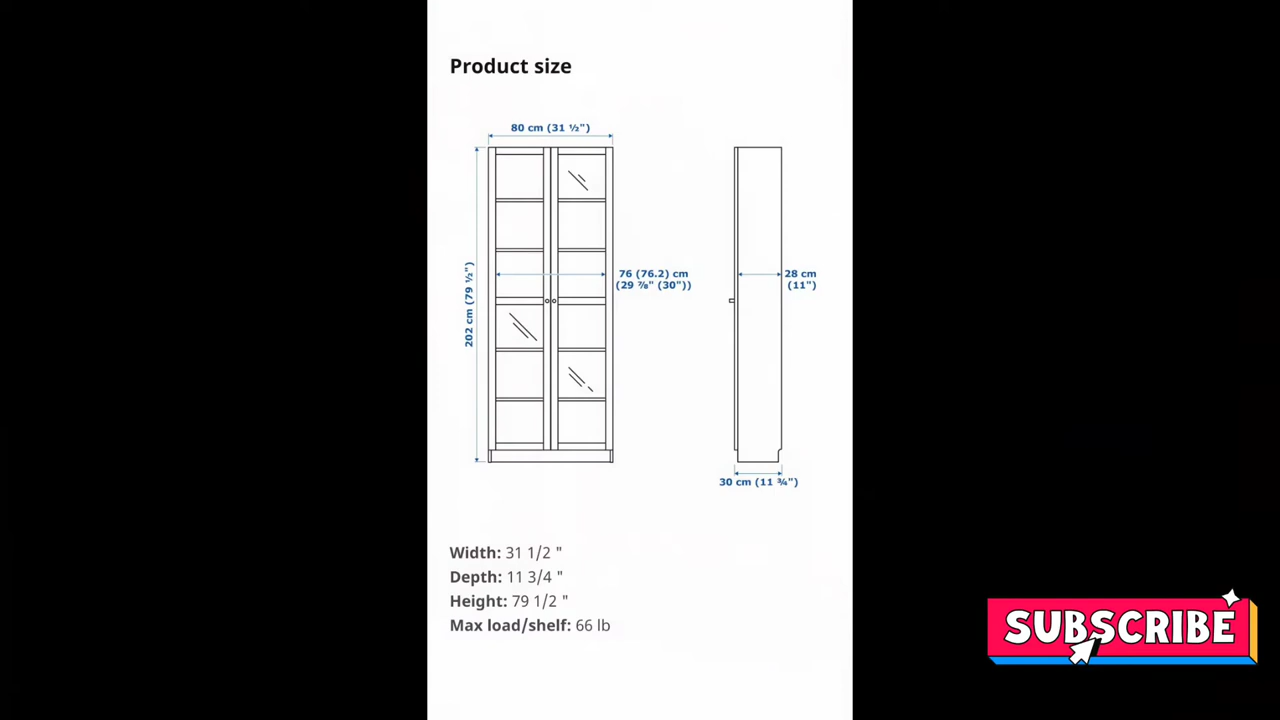 Product size
80 cm (31 ½")
202 cm (79 ½")
76 (76.2) cm
(29 ⅞" (30"))
28 cm
(11")
30 cm (11 ¾")
Width: 31 1/2 "
Depth: 11 3/4 "
Height: 79 1/2 "
Max load/shelf: 66 lb
SUBSCRIBE